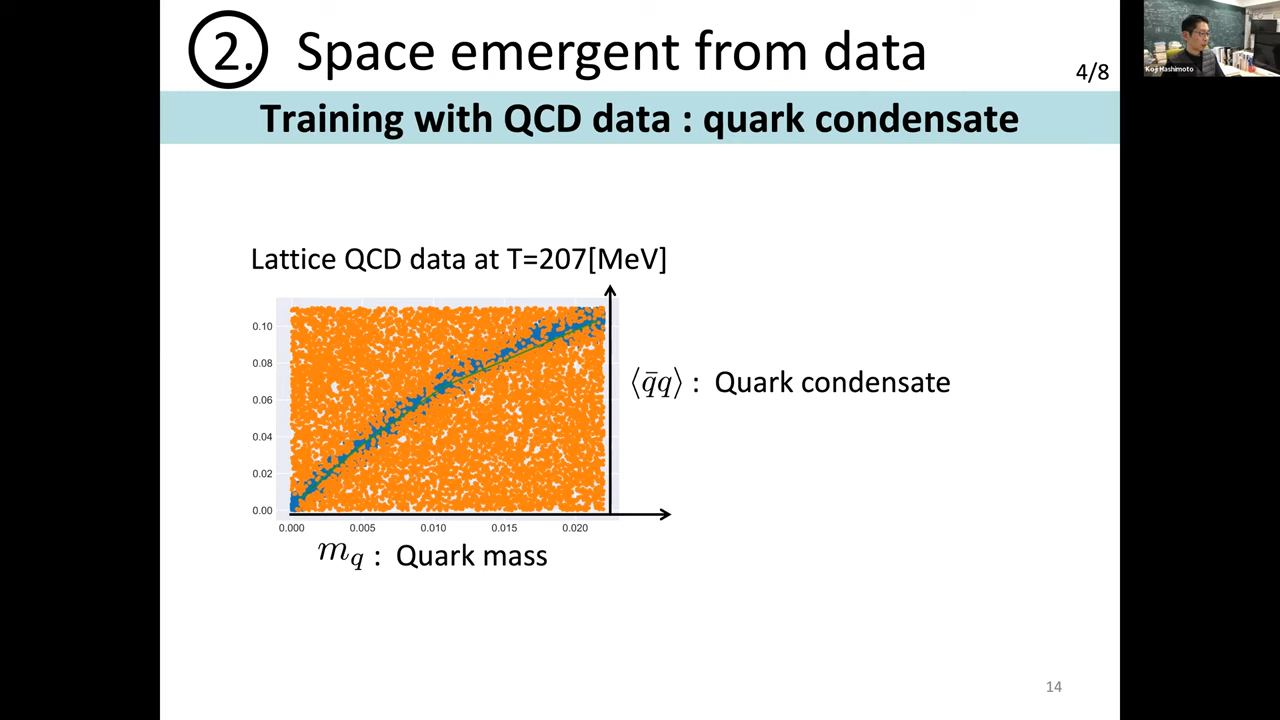 2. Space emergent from data
4/8
Koji Hashimoto
Training with QCD data : quark condensate
Lattice QCD data at T=207[MeV]
0.10
0.08
0.06
0.04
0.02
0.00
0.000 0.005 0.010 0.015 0.020
⟨q̄q⟩ : Quark condensate
m_q : Quark mass
14